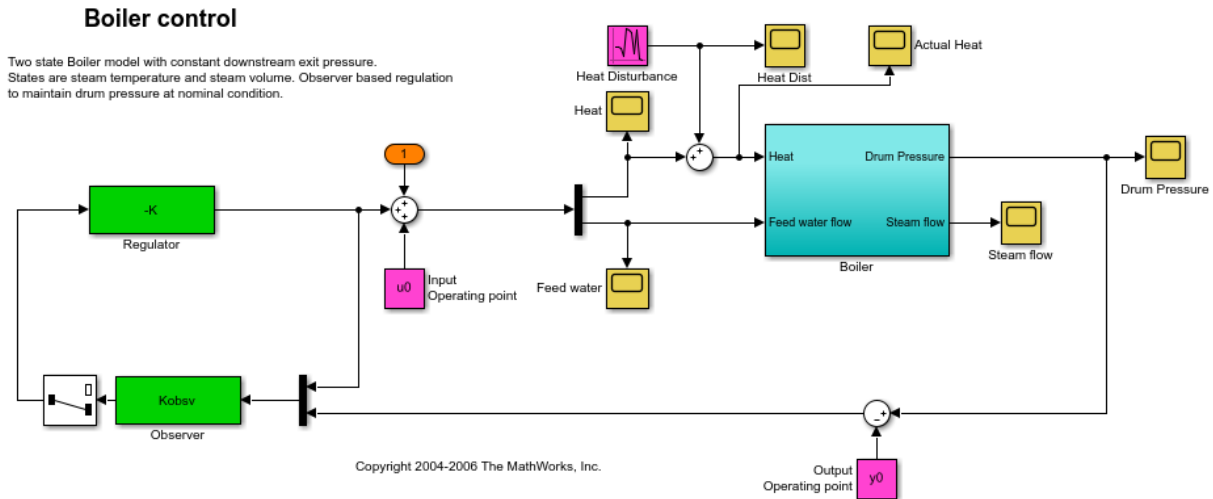 Boiler control
Two state Boiler model with constant downstream exit pressure.
States are steam temperature and steam volume. Observer based regulation
to maintain drum pressure at nominal condition.
Heat Disturbance
Heat Dist
Actual Heat
Heat
1
Heat
Drum Pressure
Drum Pressure
-K
Regulator
Feed water flow
Steam flow
Steam flow
Boiler
u0
Input
Operating point
Feed water
Kobsv
Observer
+
+
+
+
+
+
-
Copyright 2004-2006 The MathWorks, Inc.
Output
Operating point
y0